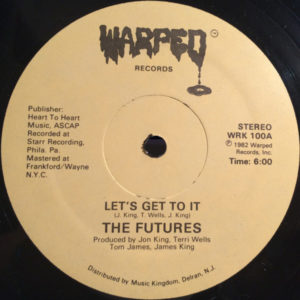 WARPED
TM
RECORDS
Publisher:
Heart To Heart
Music, ASCAP
Recorded at
Starr Recording,
Phila. Pa.
Mastered at
Frankford/Wayne
N.Y.C.
STEREO
WRK 100A
℗ 1982 Warped
Records, Inc.
Time: 6:00
LET'S GET TO IT
(J. King, T. Wells, J. King)
THE FUTURES
Produced by Jon King, Terri Wells
Tom James, James King
Distributed by Music Kingdom, Delran, N.J.